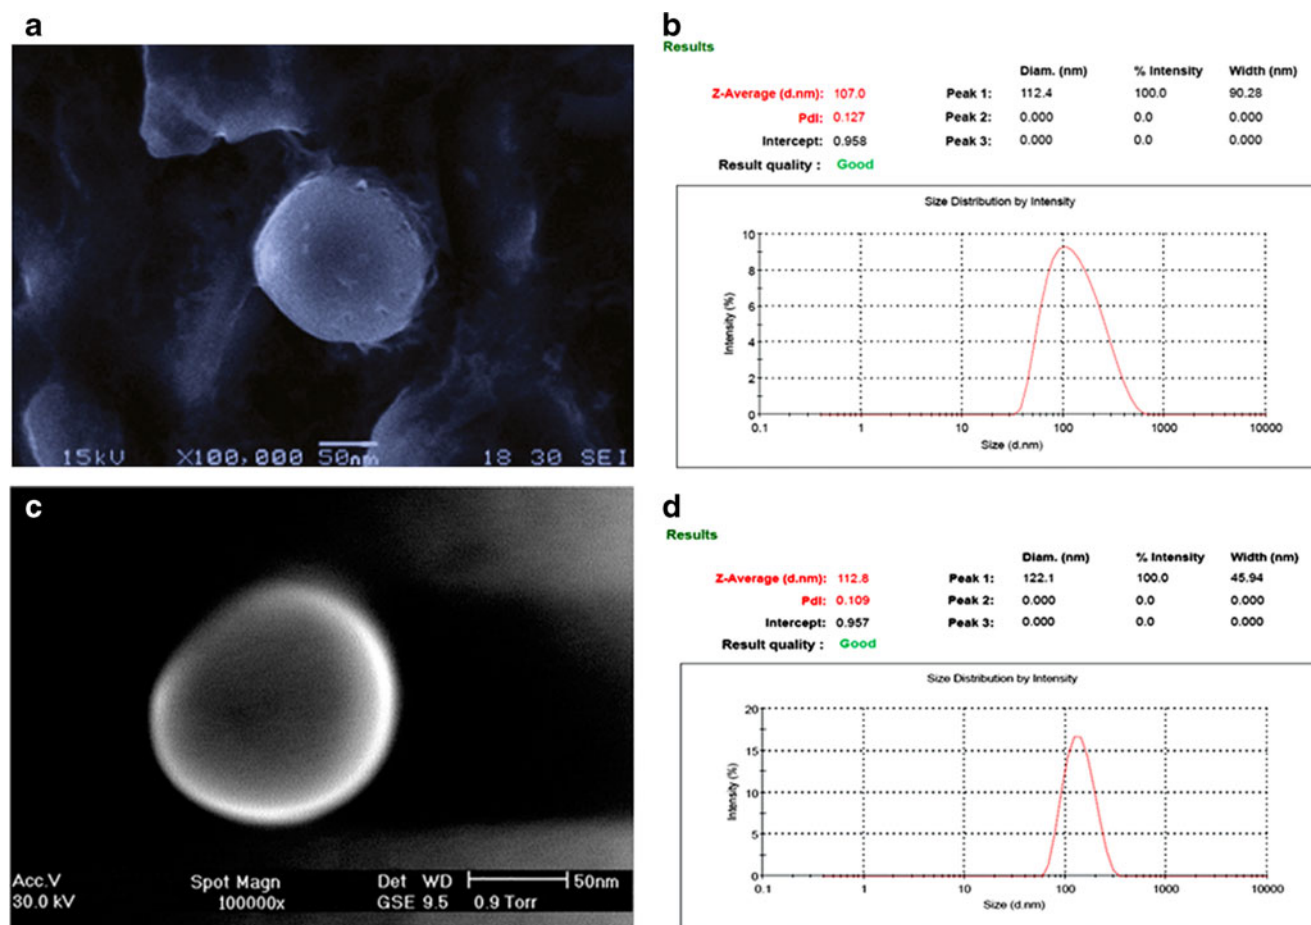 a
15kV X100,000 50nm 18 30 SEI
b
Results
Diam. (nm) % Intensity Width (nm)
Z-Average (d.nm): 107.0 Peak 1: 112.4 100.0 90.28
PdI: 0.127 Peak 2: 0.000 0.0 0.000
Intercept: 0.958 Peak 3: 0.000 0.0 0.000
Result quality : Good
Size Distribution by Intensity
10
8
6
4
2
0
Intensity (%)
0.1 1 10 100 1000 10000
Size (d.nm)
c
Acc.V Spot Magn Det WD 50nm
30.0 kV 100000x GSE 9.5 0.9 Torr
d
Results
Diam. (nm) % Intensity Width (nm)
Z-Average (d.nm): 112.8 Peak 1: 122.1 100.0 45.94
PdI: 0.109 Peak 2: 0.000 0.0 0.000
Intercept: 0.957 Peak 3: 0.000 0.0 0.000
Result quality : Good
Size Distribution by Intensity
20
15
10
5
0
Intensity (%)
0.1 1 10 100 1000 10000
Size (d.nm)